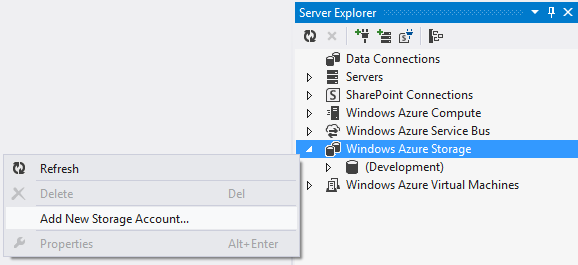 Server Explorer
Data Connections
Servers
SharePoint Connections
Windows Azure Compute
Windows Azure Service Bus
Windows Azure Storage
(Development)
Windows Azure Virtual Machines
Refresh
Delete Del
Add New Storage Account...
Properties Alt+Enter